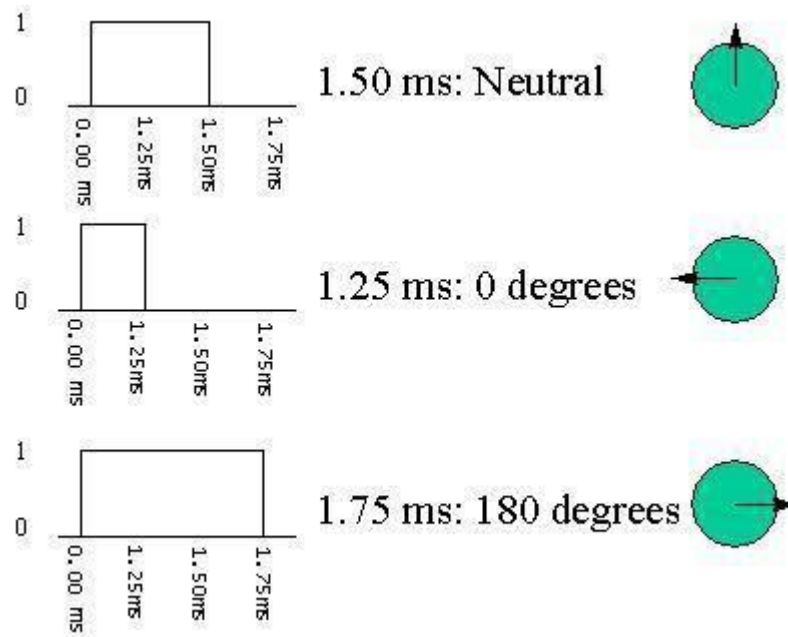 1
0
0.00 ms
1.25ms
1.50ms
1.75ms
1.50 ms: Neutral
1
0
0.00 ms
1.25ms
1.50ms
1.75ms
1.25 ms: 0 degrees
1
0
0.00 ms
1.25ms
1.50ms
1.75ms
1.75 ms: 180 degrees